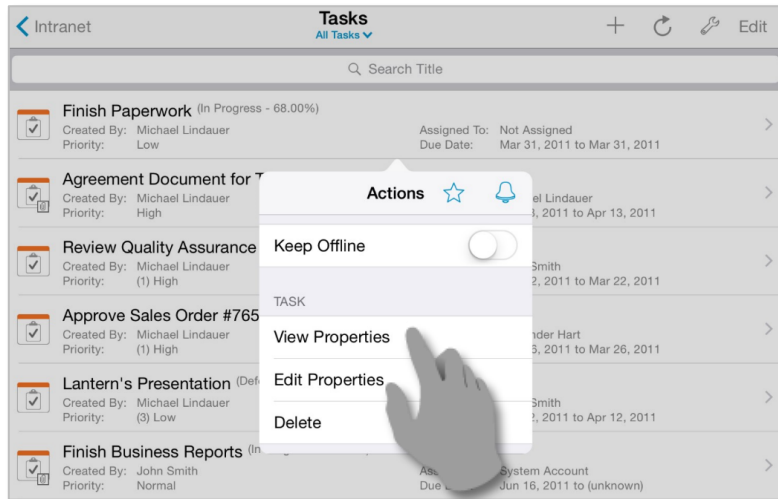 Intranet
Tasks
All Tasks
Edit
Search Title
Finish Paperwork (In Progress - 68.00%)
Created By: Michael Lindauer Assigned To: Not Assigned
Priority: Low Due Date: Mar 31, 2011 to Mar 31, 2011
Agreement Document for
Created By: Michael Lindauer el Lindauer
Priority: High , 2011 to Apr 13, 2011
Review Quality Assurance
Created By: Michael Lindauer Smith
Priority: (1) High 2, 2011 to Mar 22, 2011
Approve Sales Order #765
Created By: Michael Lindauer nder Hart
Priority: (1) High 6, 2011 to Mar 26, 2011
Lantern's Presentation (Def
Created By: Michael Lindauer Smith
Priority: (3) Low 2, 2011 to Apr 12, 2011
Finish Business Reports (In
Created By: John Smith System Account
Priority: Normal Due Jun 16, 2011 to (unknown)
Actions
Keep Offline
TASK
View Properties
Edit Properties
Delete